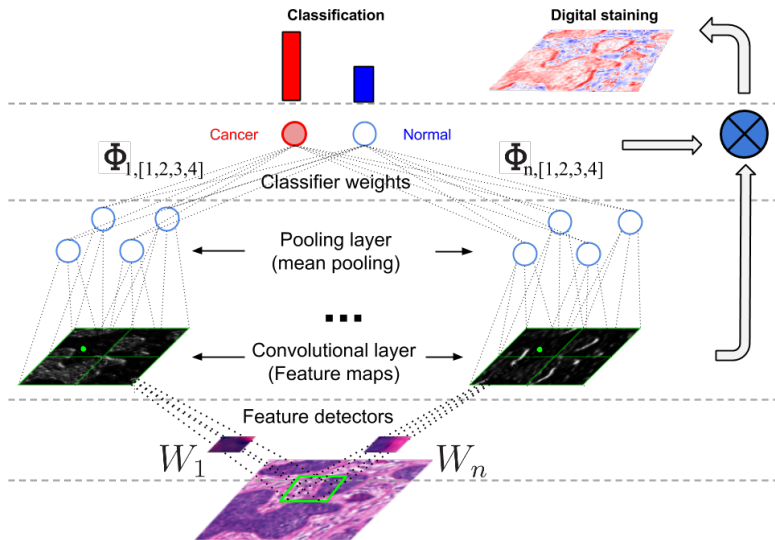 Classification
Digital staining
Cancer
Normal
Φ1,[1,2,3,4]
Φn,[1,2,3,4]
Classifier weights
Pooling layer
(mean pooling)
...
Convolutional layer
(Feature maps)
Feature detectors
W1
Wn